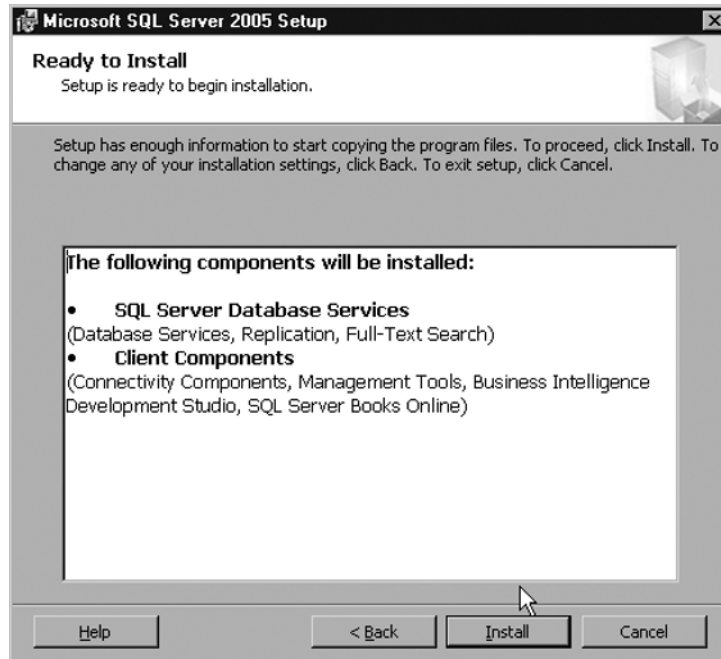 Microsoft SQL Server 2005 Setup
Ready to Install
Setup is ready to begin installation.
Setup has enough information to start copying the program files. To proceed, click Install. To
change any of your installation settings, click Back. To exit setup, click Cancel.
The following components will be installed:
• SQL Server Database Services
(Database Services, Replication, Full-Text Search)
• Client Components
(Connectivity Components, Management Tools, Business Intelligence
Development Studio, SQL Server Books Online)
Help < Back Install Cancel